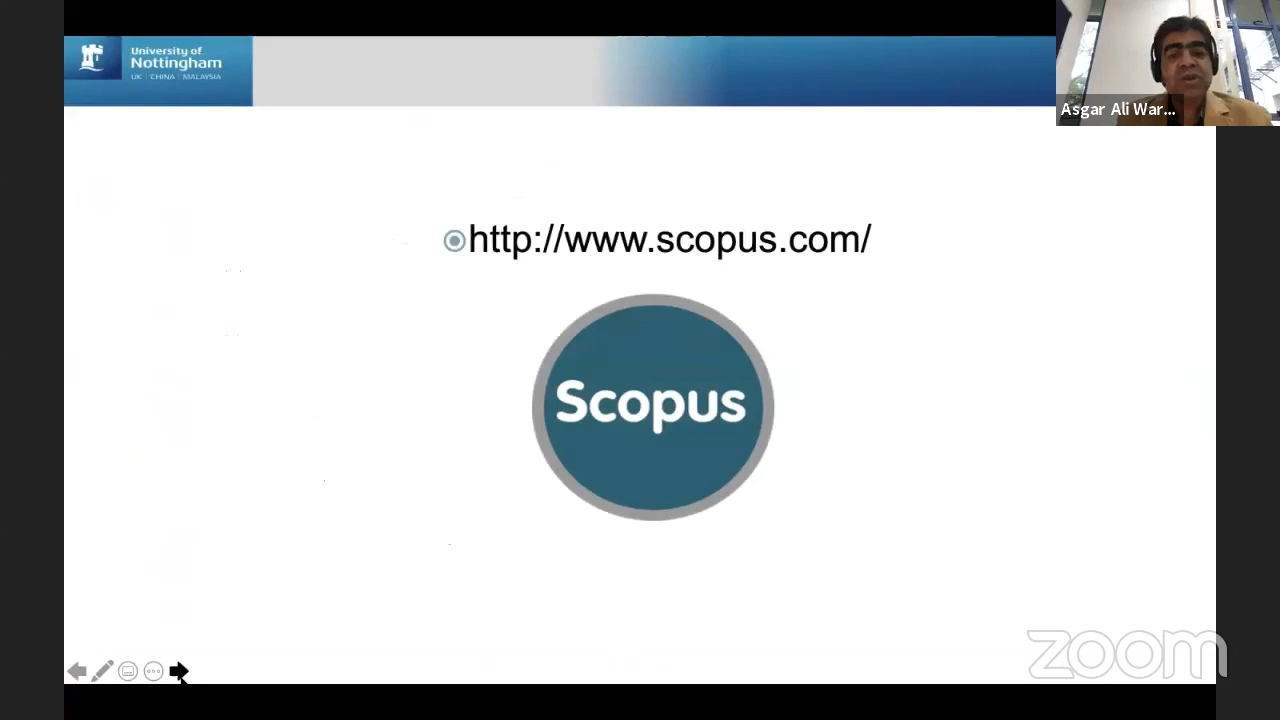 University of
Nottingham
UK | CHINA | MALAYSIA
Asgar Ali War...
http://www.scopus.com/
Scopus
zoom